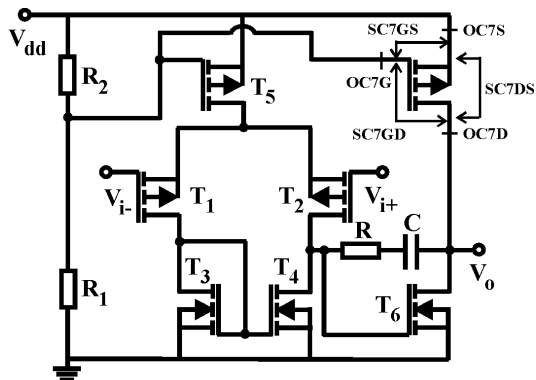 SC7GS
OC7S
Vdd
R2
T5
OC7G
SC7DS
SC7GD
OC7D
Vi-
T1
T2
Vi+
R
C
Vo
T3
T4
R1
T6